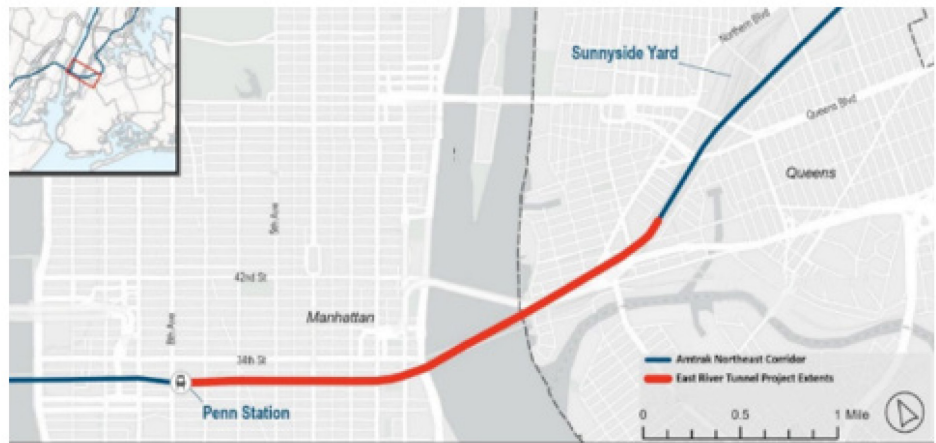 Northern Blvd
Sunnyside Yard
Queens Blvd
Queens
5th Ave
42nd St
Manhattan
8th Ave
34th St
Penn Station
Amtrak Northeast Corridor
East River Tunnel Project Extents
0 0.5 1 Mile